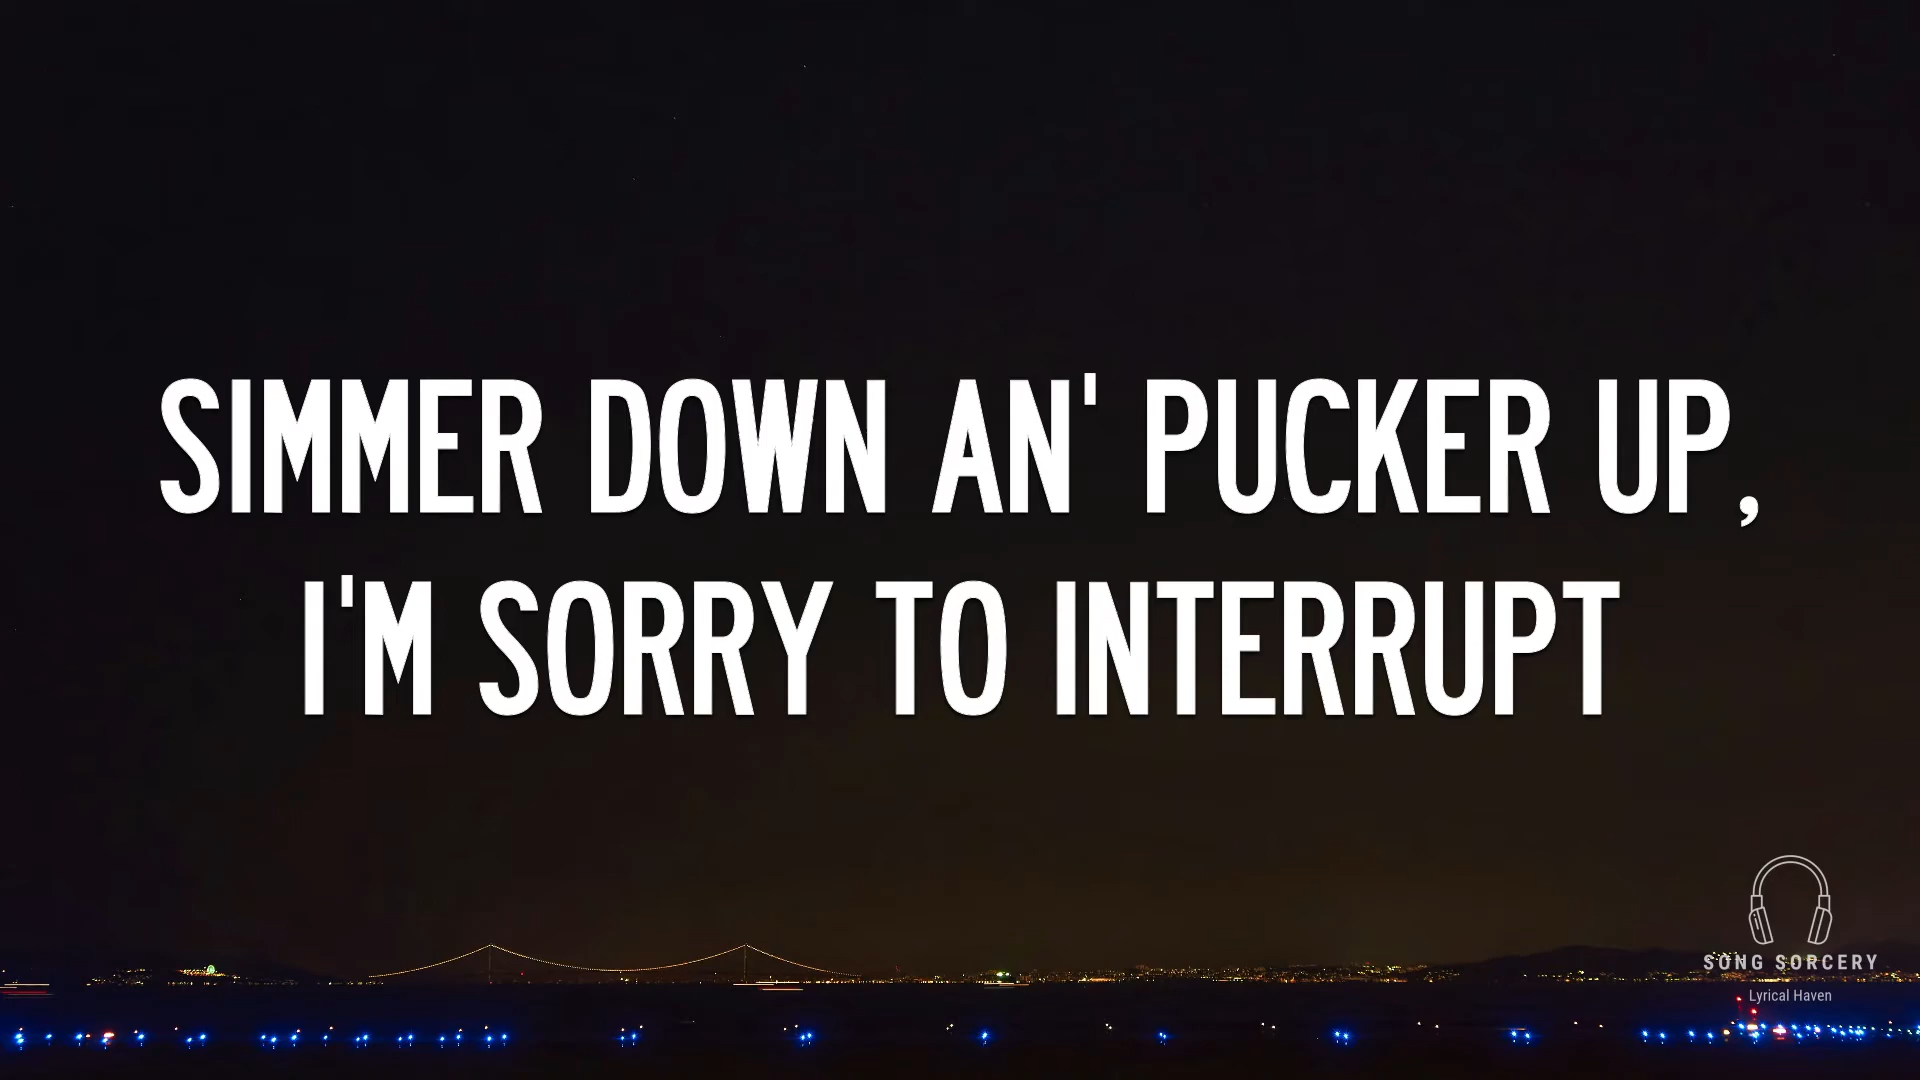 SIMMER DOWN AN' PUCKER UP,
I'M SORRY TO INTERRUPT
SONG SORCERY
Lyrical Haven